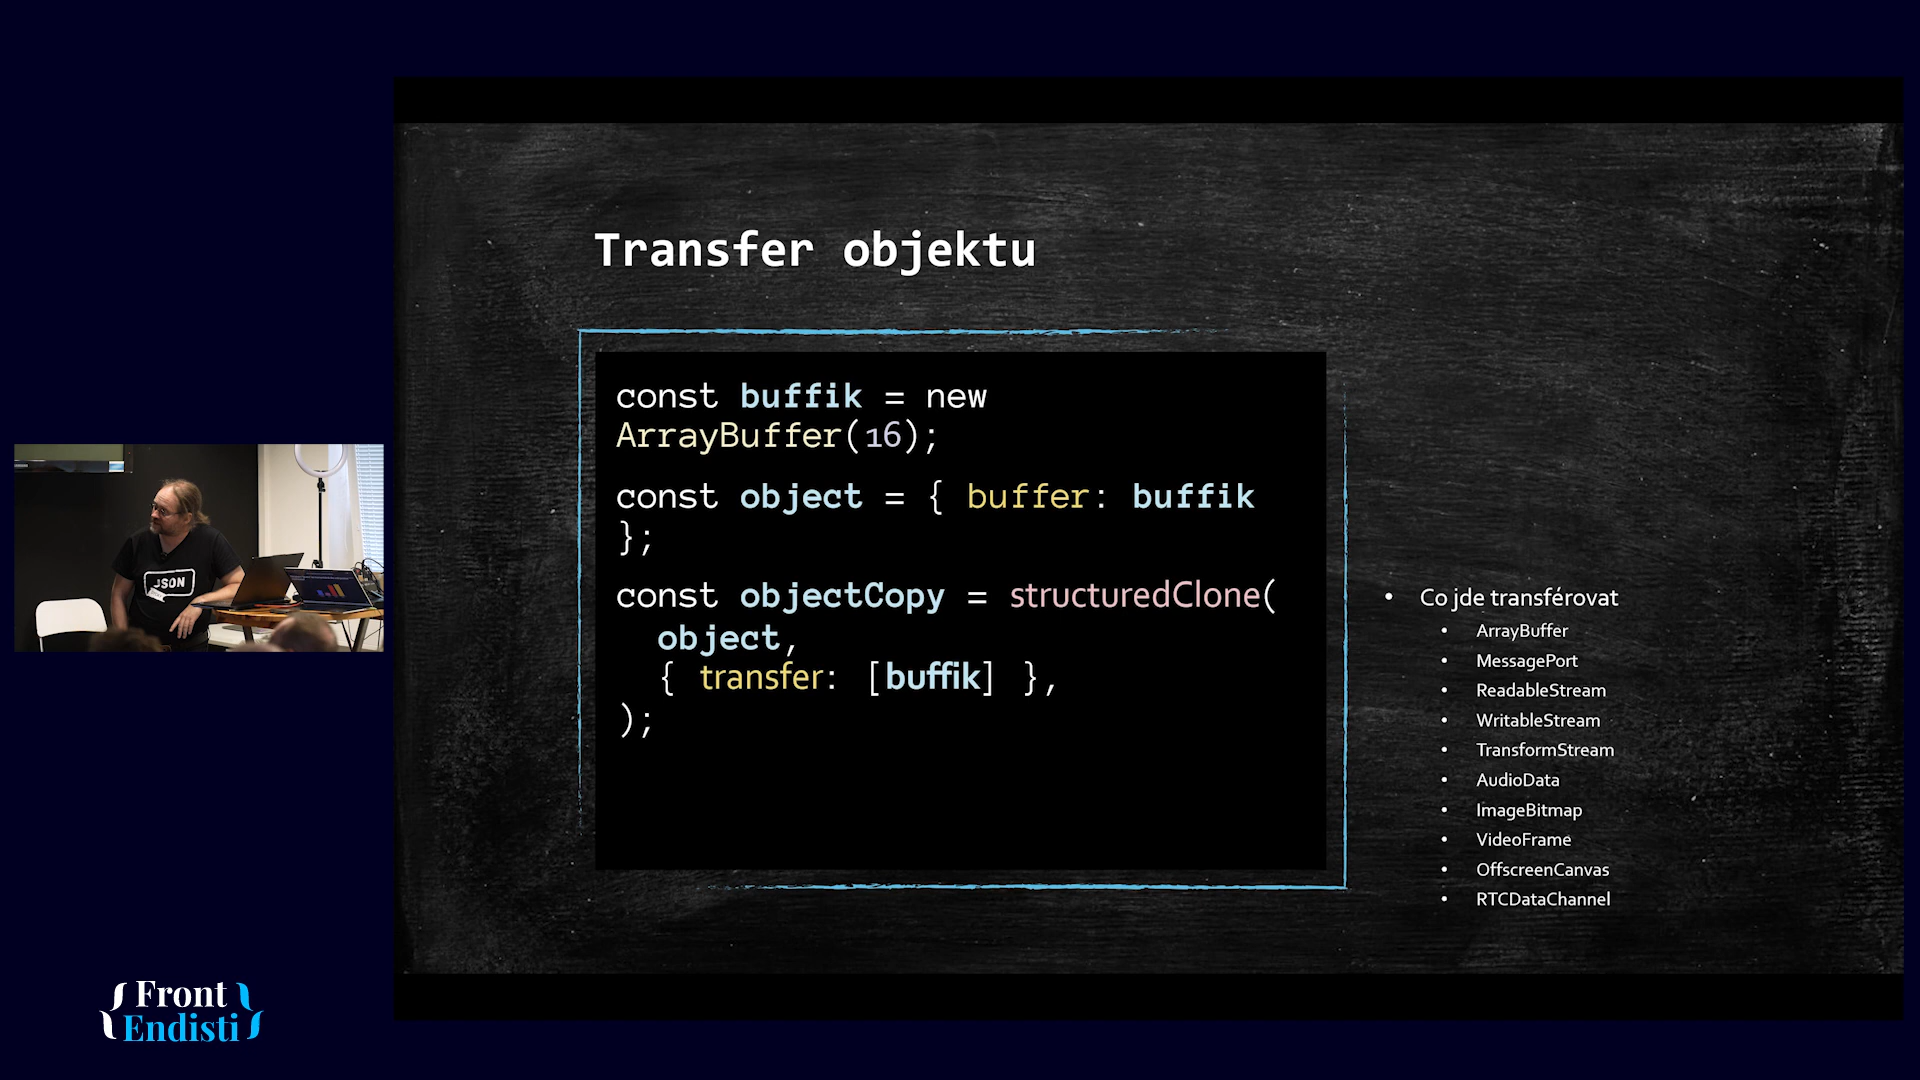 Transfer objektu
const buffik = new
ArrayBuffer(16);
const object = { buffer: buffik
};
const objectCopy = structuredClone(
object,
{ transfer: [buffik] },
);
• Co jde transférovat
• ArrayBuffer
• MessagePort
• ReadableStream
• WritableStream
• TransformStream
• AudioData
• ImageBitmap
• VideoFrame
• OffscreenCanvas
• RTCDataChannel
JSON
{ Front }
{ Endisti }